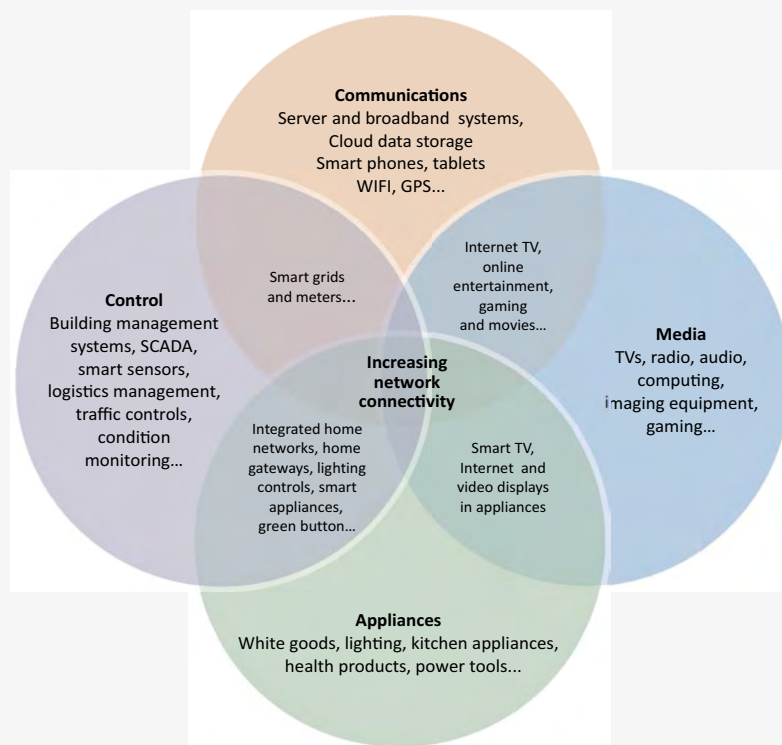 Communications
Server and broadband systems,
Cloud data storage
Smart phones, tablets
WIFI, GPS...
Smart grids
and meters...
Internet TV,
online
entertainment,
gaming
and movies...
Control
Building management
systems, SCADA,
smart sensors,
logistics management,
traffic controls,
condition
monitoring...
Media
TVs, radio, audio,
computing,
imaging equipment,
gaming...
Increasing
network
connectivity
Integrated home
networks, home
gateways, lighting
controls, smart
appliances,
green button...
Smart TV,
Internet and
video displays
in appliances
Appliances
White goods, lighting, kitchen appliances,
health products, power tools...